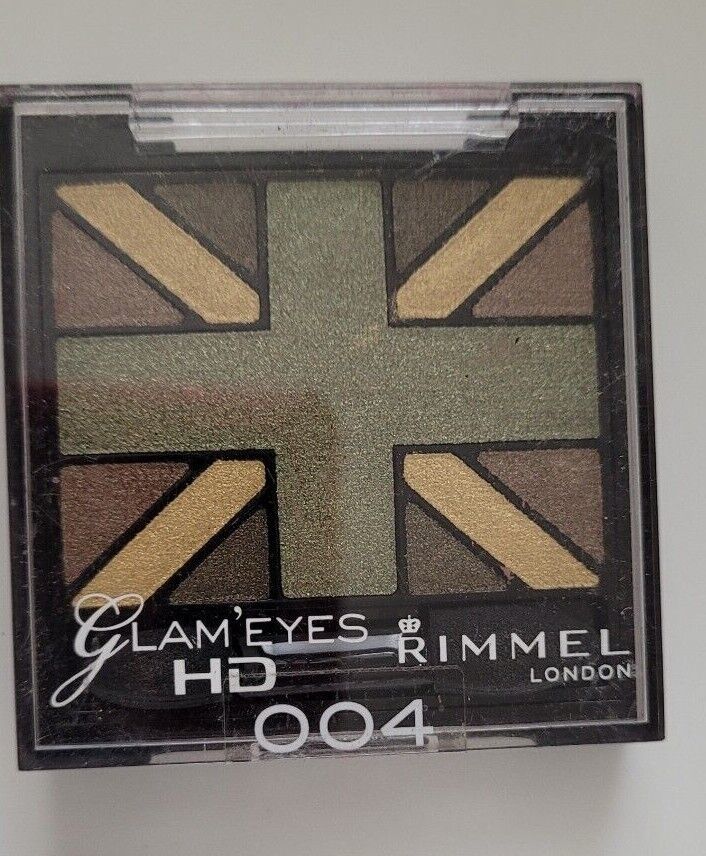 GLAM'EYES
HD
RIMMEL
LONDON
004